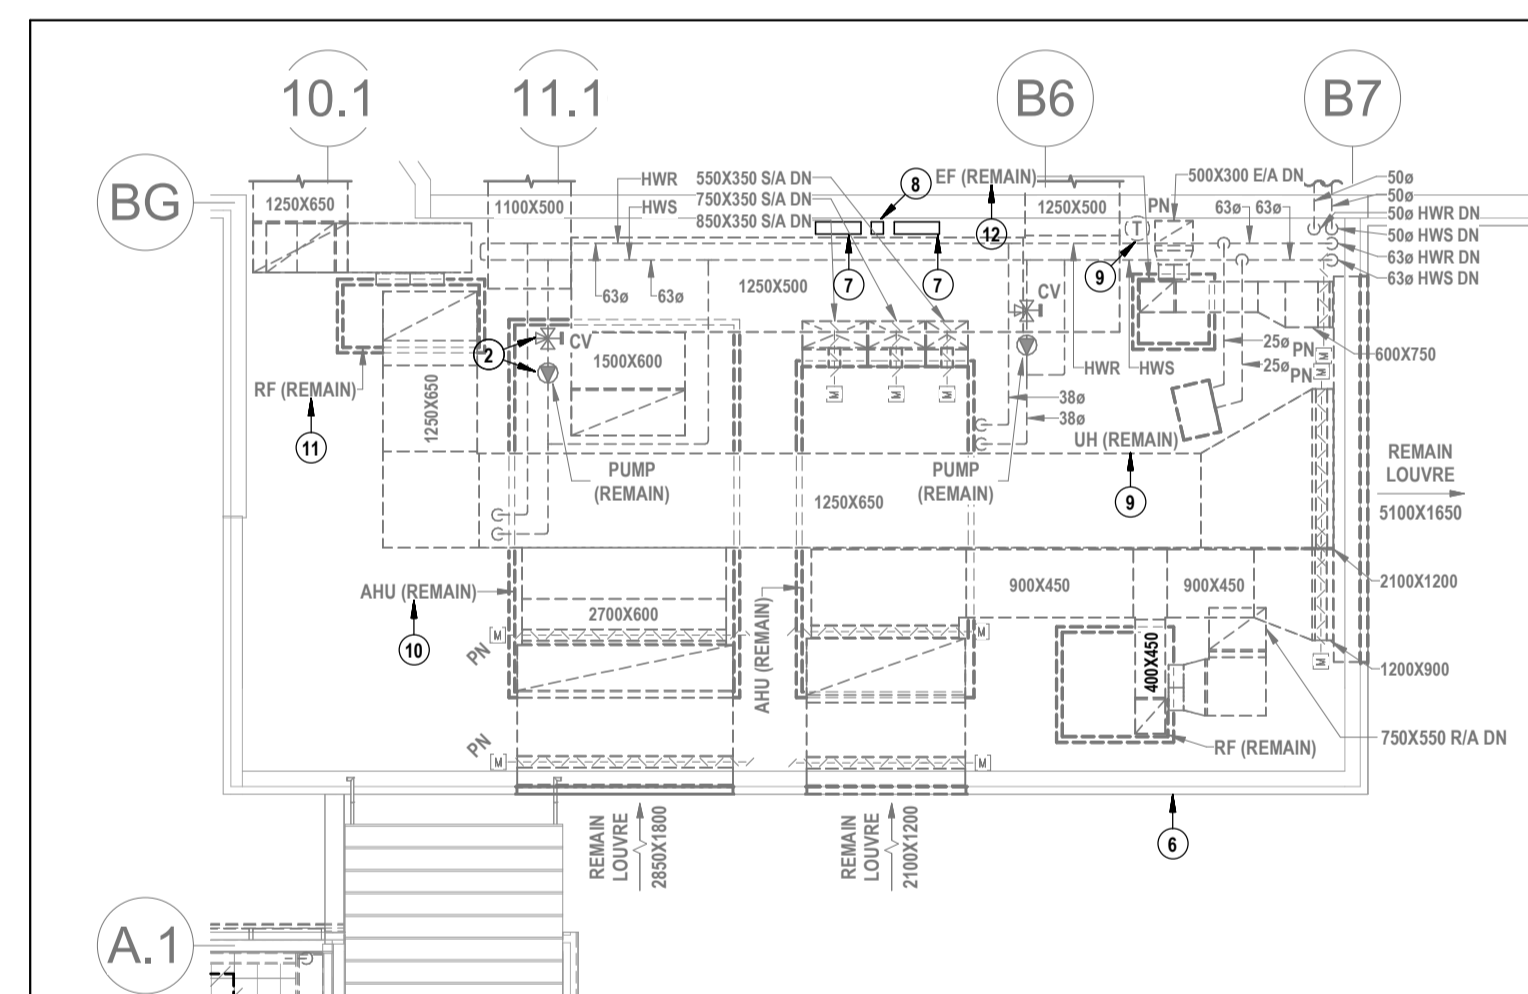 10.1
11.1
B6
B7
BG
1250X650
1100X500
HWR
HWS
550X350 S/A DN
750X350 S/A DN
850X350 S/A DN
8
EF (REMAIN)
12
1250X500
PN
T
9
500X300 E/A DN
63ø
63ø
50ø
50ø
50ø HWR DN
50ø HWS DN
63ø HWR DN
63ø HWS DN
7
7
63ø
63ø
1250X500
CV
2
CV
1500X600
HWR
HWS
25ø
25ø
PN
PN
M
M
600X750
RF (REMAIN)
11
1250X650
M
M
M
38ø
38ø
UH (REMAIN)
9
PUMP
(REMAIN)
PUMP
(REMAIN)
1250X650
REMAIN
LOUVRE
5100X1650
AHU (REMAIN)
10
2700X600
AHU (REMAIN)
900X450
900X450
2100X1200
M
PN
M
400X450
M
1200X900
PN
M
M
RF (REMAIN)
750X550 R/A DN
REMAIN
LOUVRE
2850X1800
REMAIN
LOUVRE
2100X1200
6
A.1